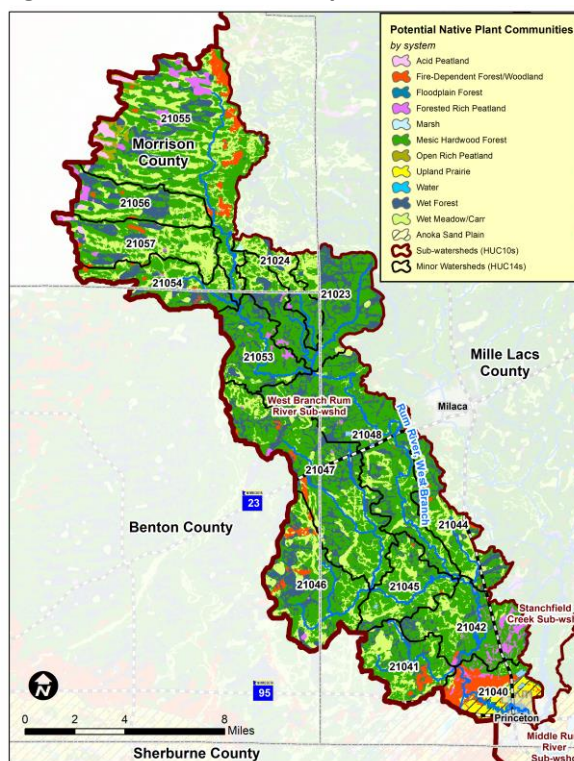 Potential Native Plant Communities
by system
Acid Peatland
Fire-Dependent Forest/Woodland
Floodplain Forest
Forested Rich Peatland
Marsh
Mesic Hardwood Forest
Open Rich Peatland
Upland Prairie
Water
Wet Forest
Wet Meadow/Carr
Anoka Sand Plain
Sub-watersheds (HUC10s)
Minor Watersheds (HUC14s)
21055
Morrison
County
21056
21057
21054
21024
21023
21053
Mille Lacs
County
West Branch Rum
River Sub-wshd
Milaca
21048
Rum River, West Branch
21047
23
Benton County
21044
21046
21045
Stanchfield
Creek Sub-wsh
21042
21041
21040
N
95
Princeton
0 2 4 8
Miles
Middle Rum
River
Sub-wshd
Sherburne County